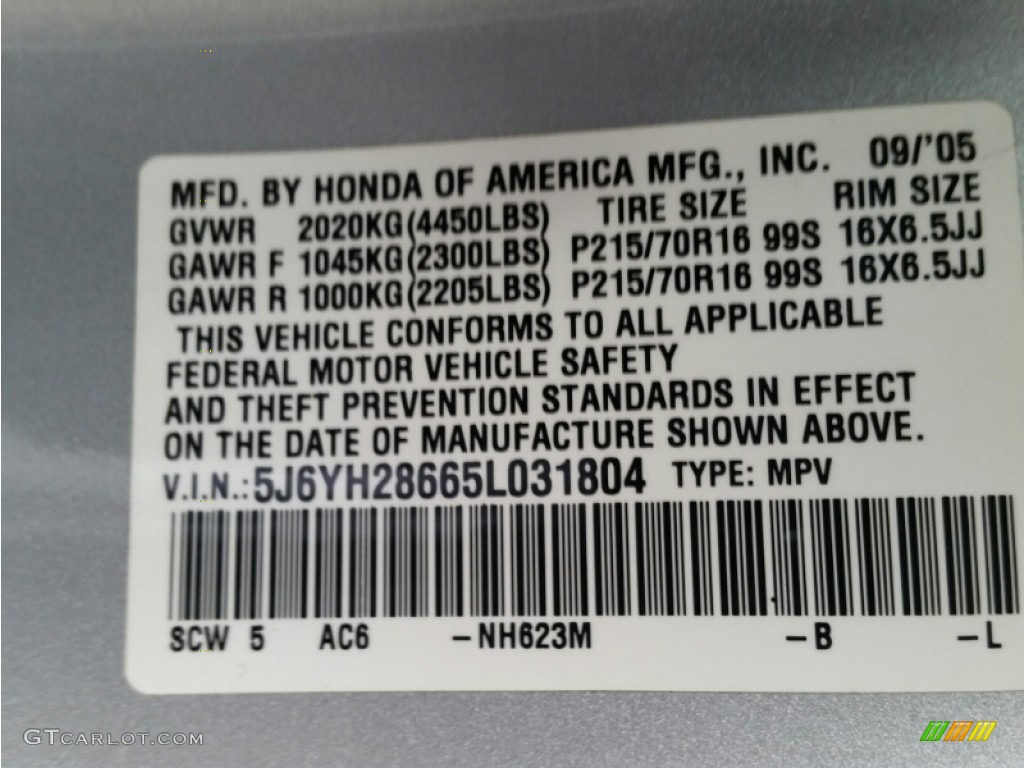 MFD. BY HONDA OF AMERICA MFG., INC. 09/'05
GVWR 2020KG(4450LBS) TIRE SIZE RIM SIZE
GAWR F 1045KG(2300LBS) P215/70R16 99S 16X6.5JJ
GAWR R 1000KG(2205LBS) P215/70R16 99S 16X6.5JJ
THIS VEHICLE CONFORMS TO ALL APPLICABLE
FEDERAL MOTOR VEHICLE SAFETY
AND THEFT PREVENTION STANDARDS IN EFFECT
ON THE DATE OF MANUFACTURE SHOWN ABOVE.
V.I.N.: 5J6YH28665L031804 TYPE: MPV
SCW 5 AC6 -NH623M -B -L
GTCARLOT.COM